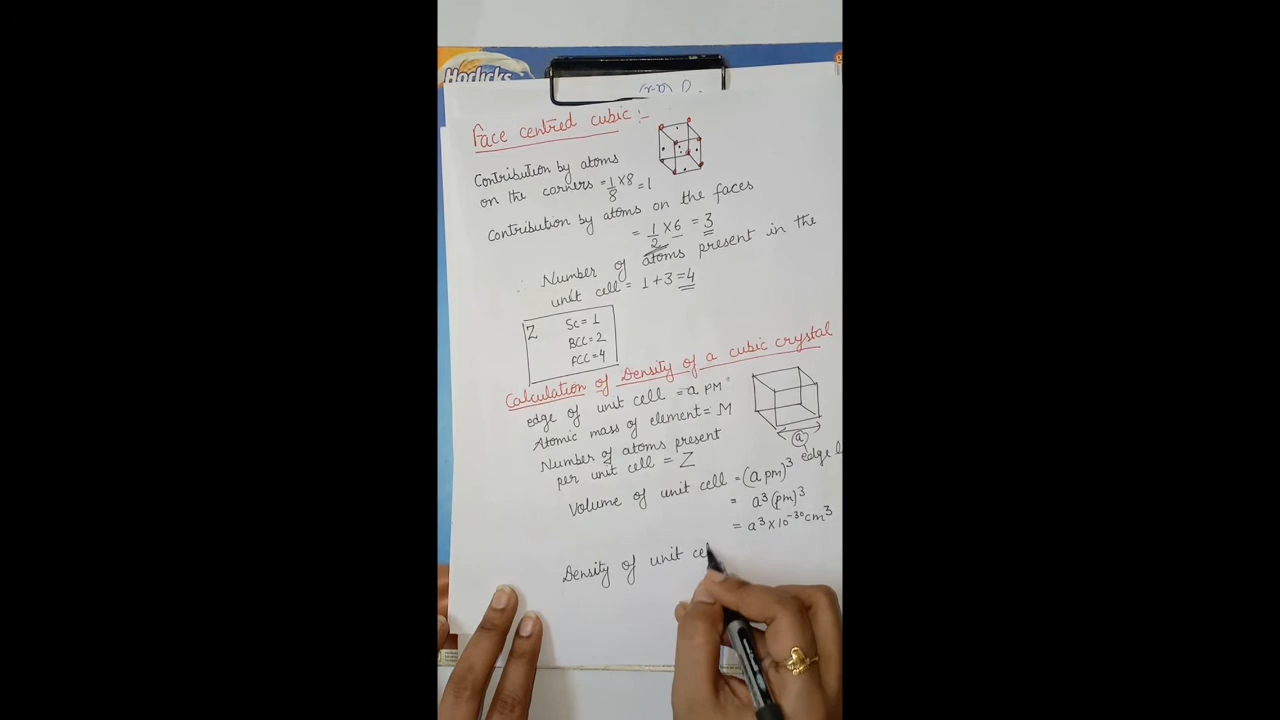 Horlicks
Face centred cubic :-
Contribution by atoms
on the corners = 1/8 × 8 = 1
Contribution by atoms on the faces
= 1/2 × 6 = 3
∴ Number of atoms present in the
unit cell = 1 + 3 = 4
Z SC = 1
BCC = 2
FCC = 4
Calculation of Density of a cubic crystal
edge of unit cell = a pm
Atomic mass of element = M
Number of atoms present
per unit cell = Z
a
edge l
Volume of unit cell = (a pm)³
= a³ (pm)³
= a³ × 10⁻³⁰ cm³
Density of unit ce